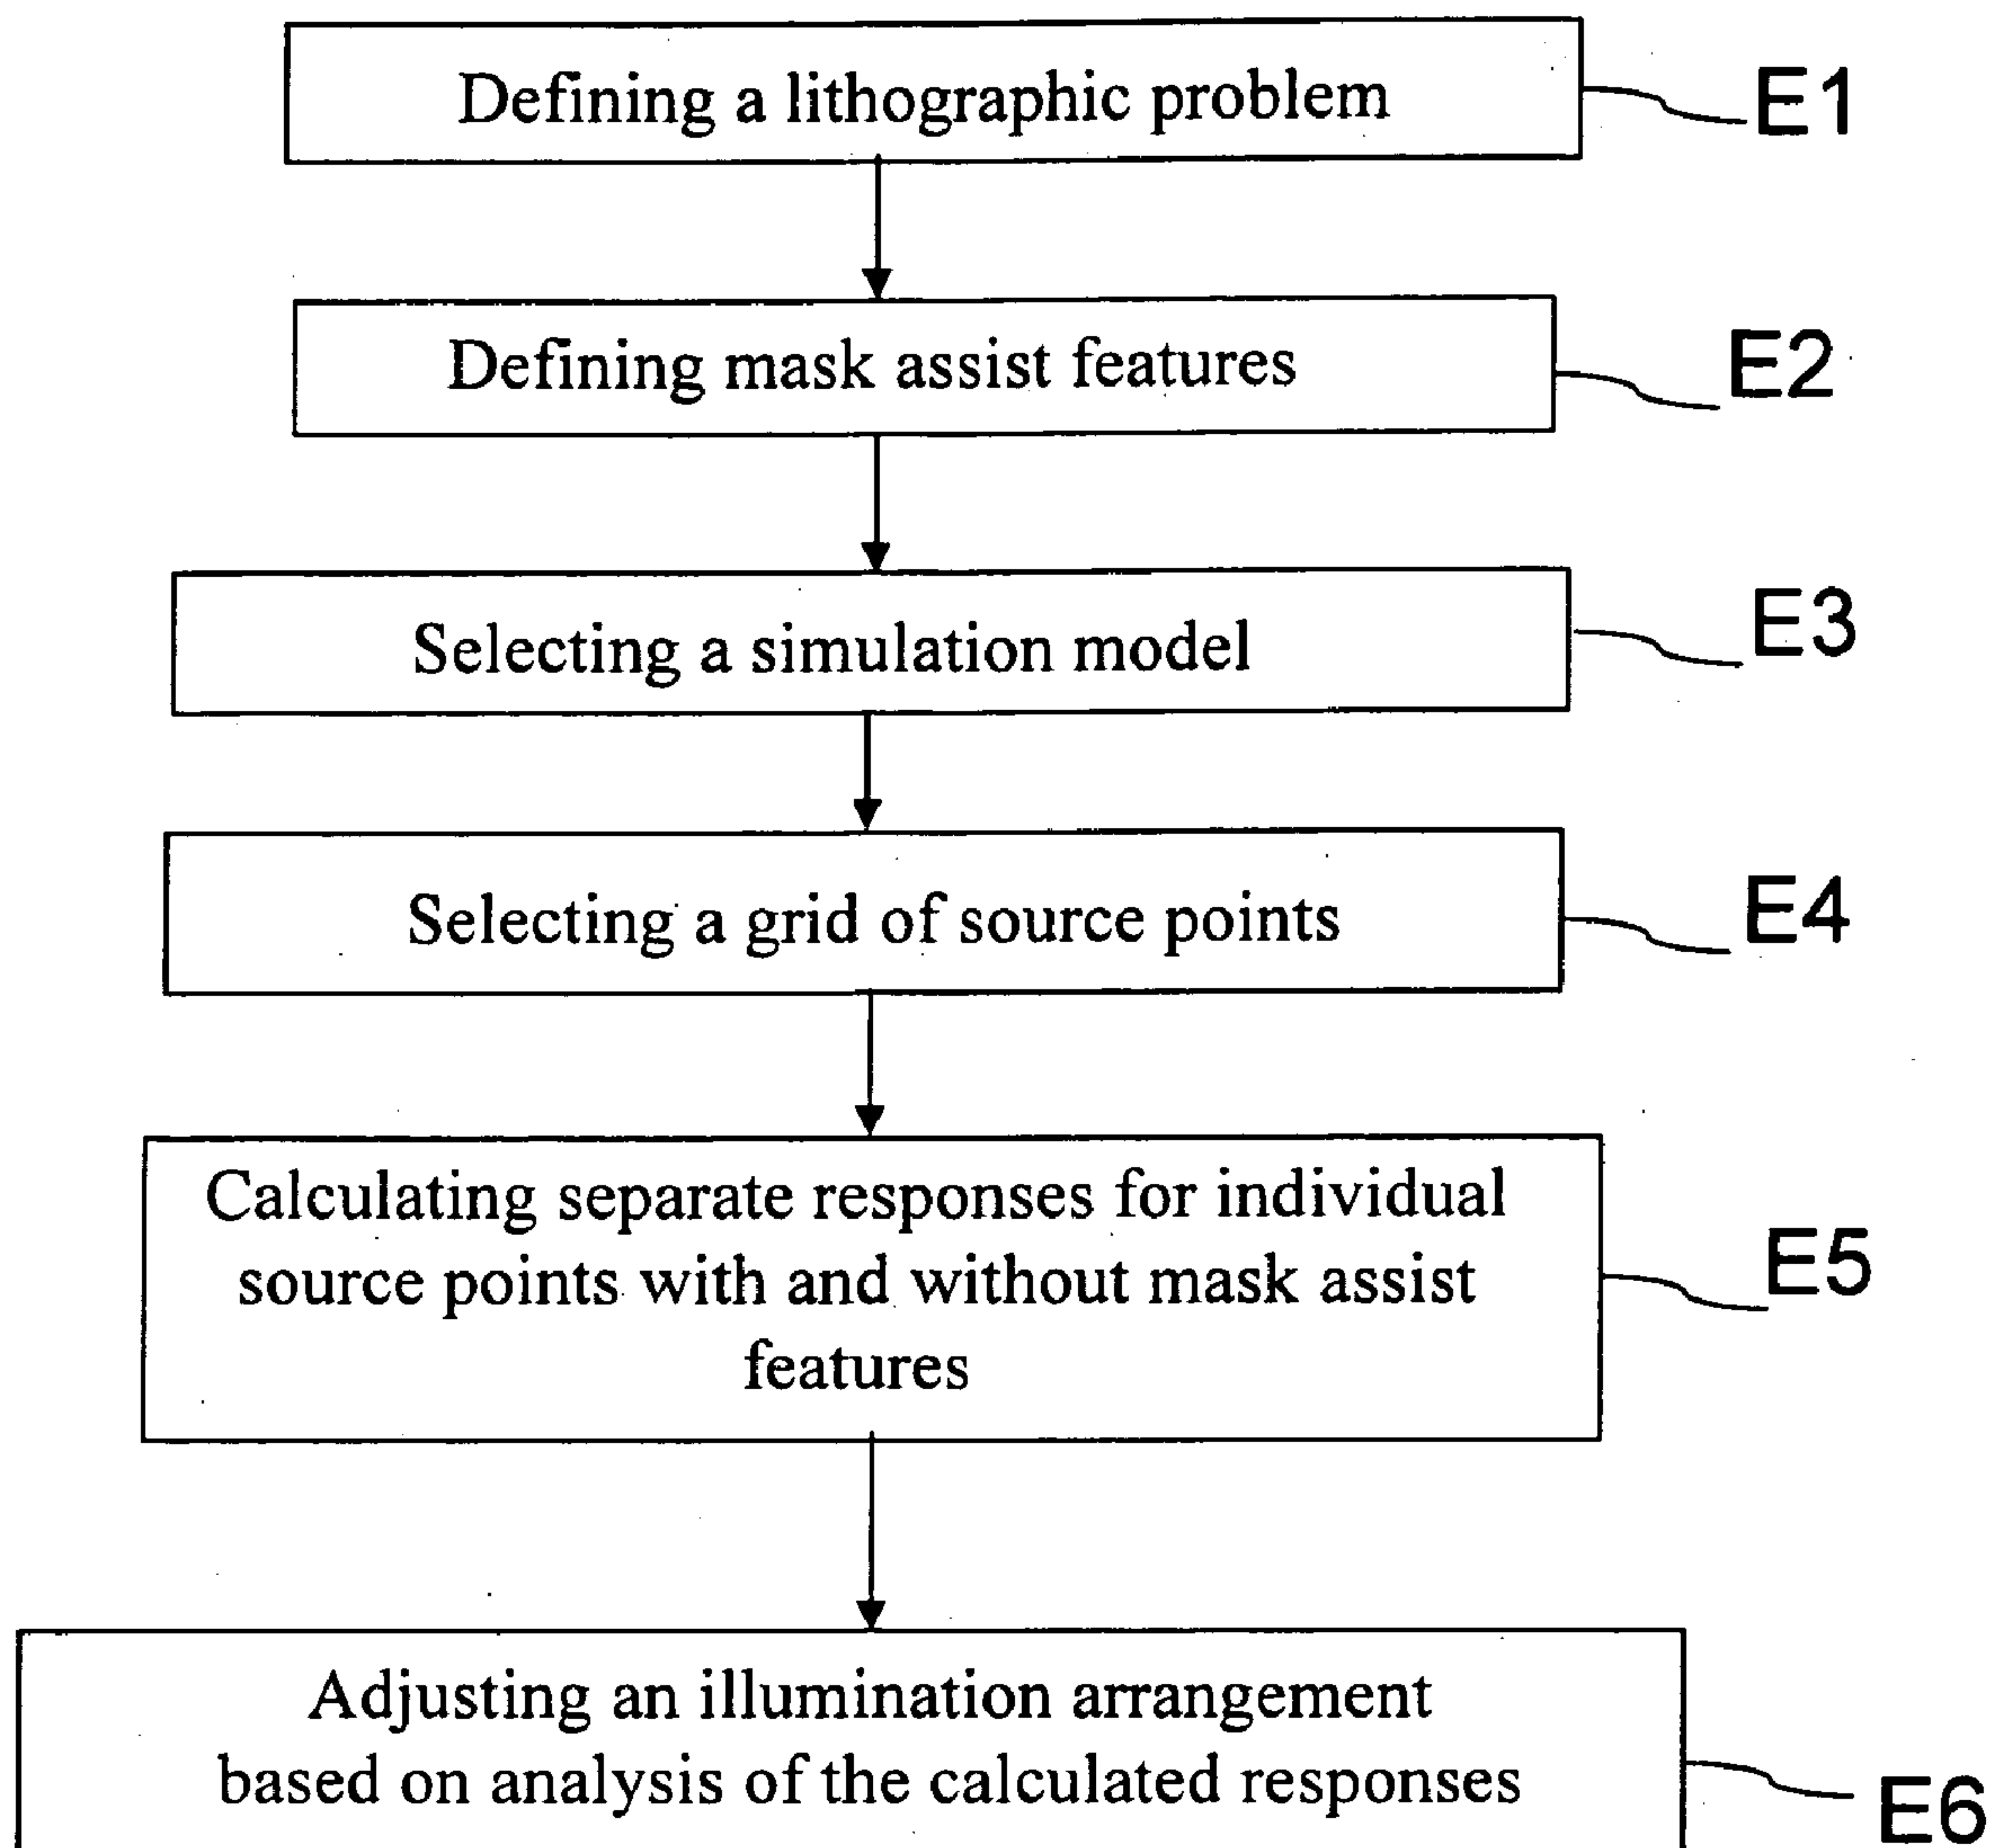 Defining a lithographic problem
E1
Defining mask assist features
E2
Selecting a simulation model
E3
Selecting a grid of source points
E4
Calculating separate responses for individual
source points with and without mask assist
features
E5
Adjusting an illumination arrangement
based on analysis of the calculated responses
E6